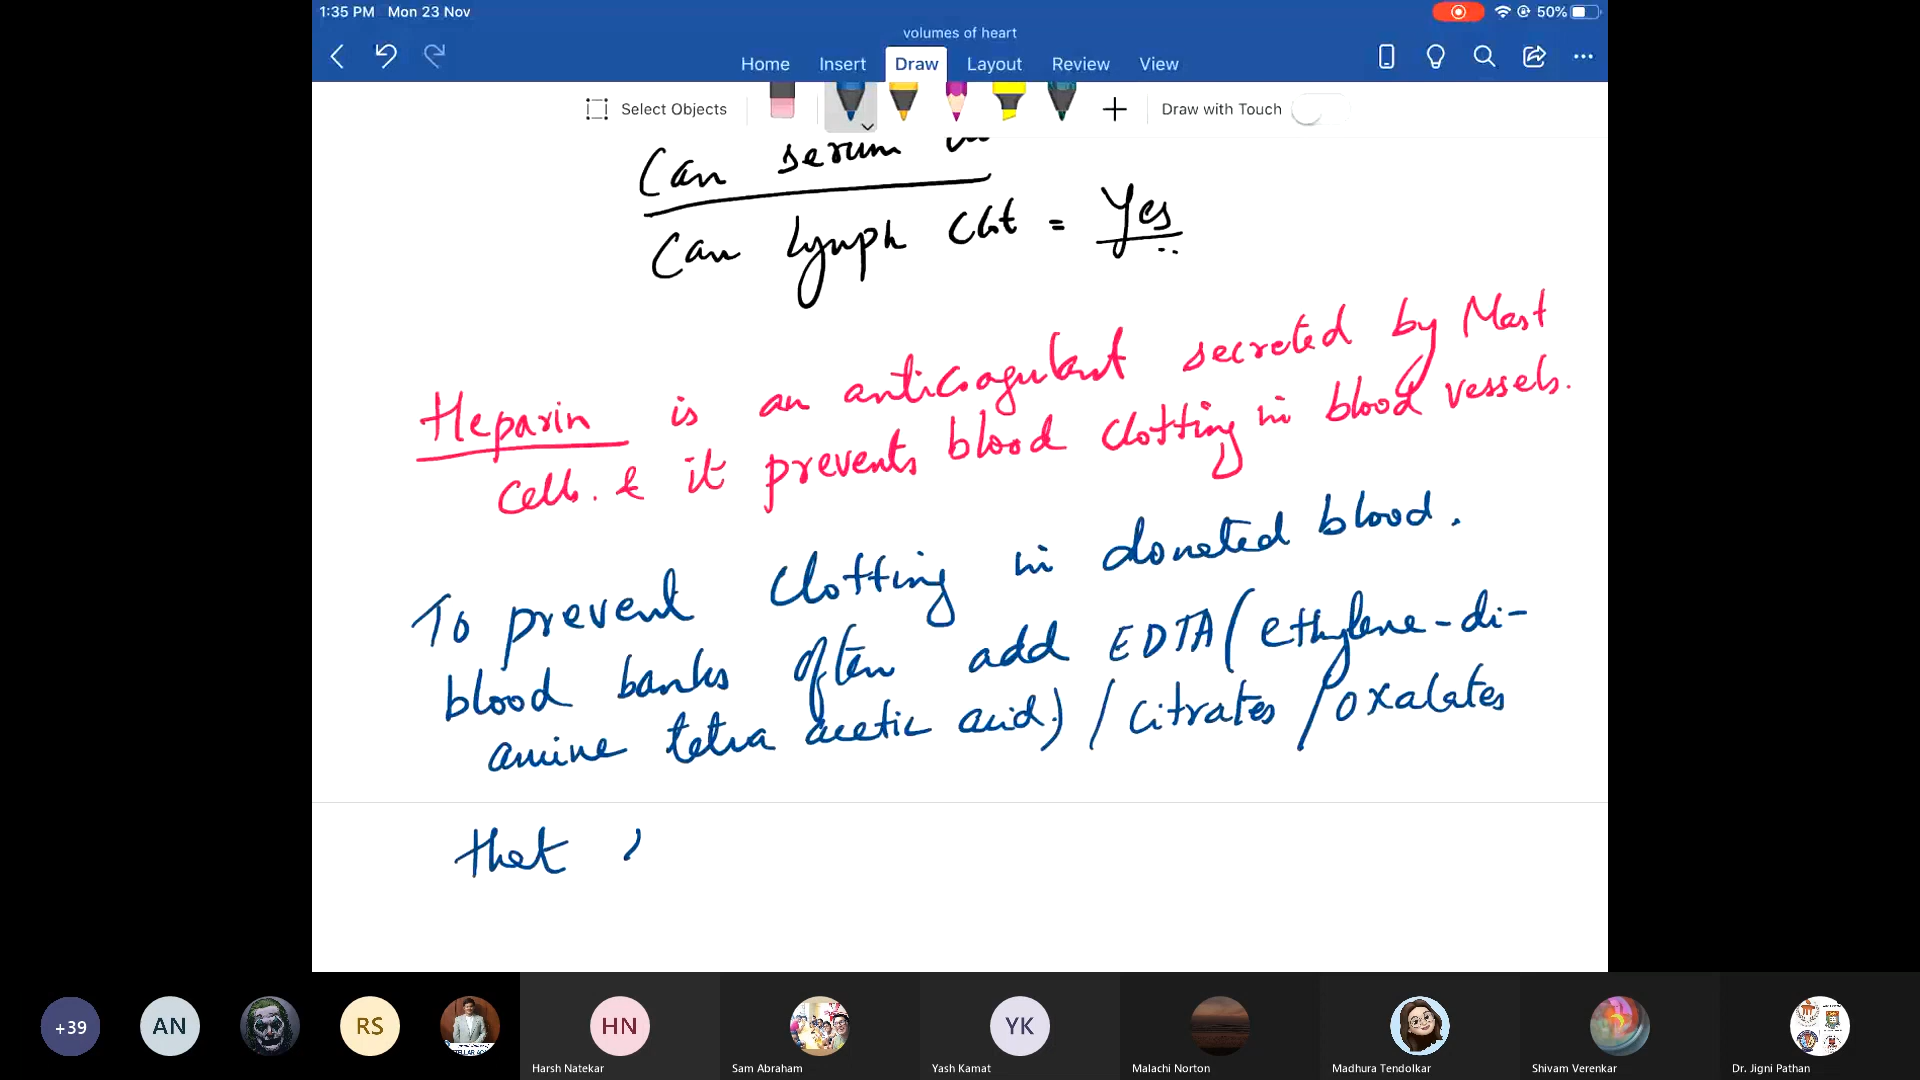 1:35 PM Mon 23 Nov
50%
volumes of heart
Home Insert Draw Layout Review View
Select Objects
Draw with Touch
Can serum
Can lymph clot = Yes
Heparin is an anticoagulant secreted by Mast
cells. & it prevents blood clotting in blood vessels.
To prevent clotting in donated blood.
blood banks often add EDTA (ethylene-di-
amine tetra acetic acid.) / citrates / oxalates
that
+39
AN
RS
HN
YK
Harsh Natekar
Sam Abraham
Yash Kamat
Malachi Norton
Madhura Tendolkar
Shivam Verenkar
Dr. Jigni Pathan